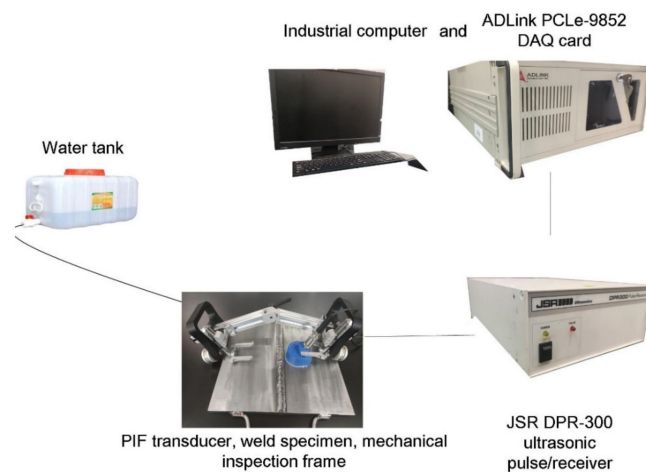 Industrial computer and
ADLink PCLe-9852
DAQ card
ADLINK
Water tank
JSR
DPR300
PIF transducer, weld specimen, mechanical
inspection frame
JSR DPR-300
ultrasonic
pulse/receiver